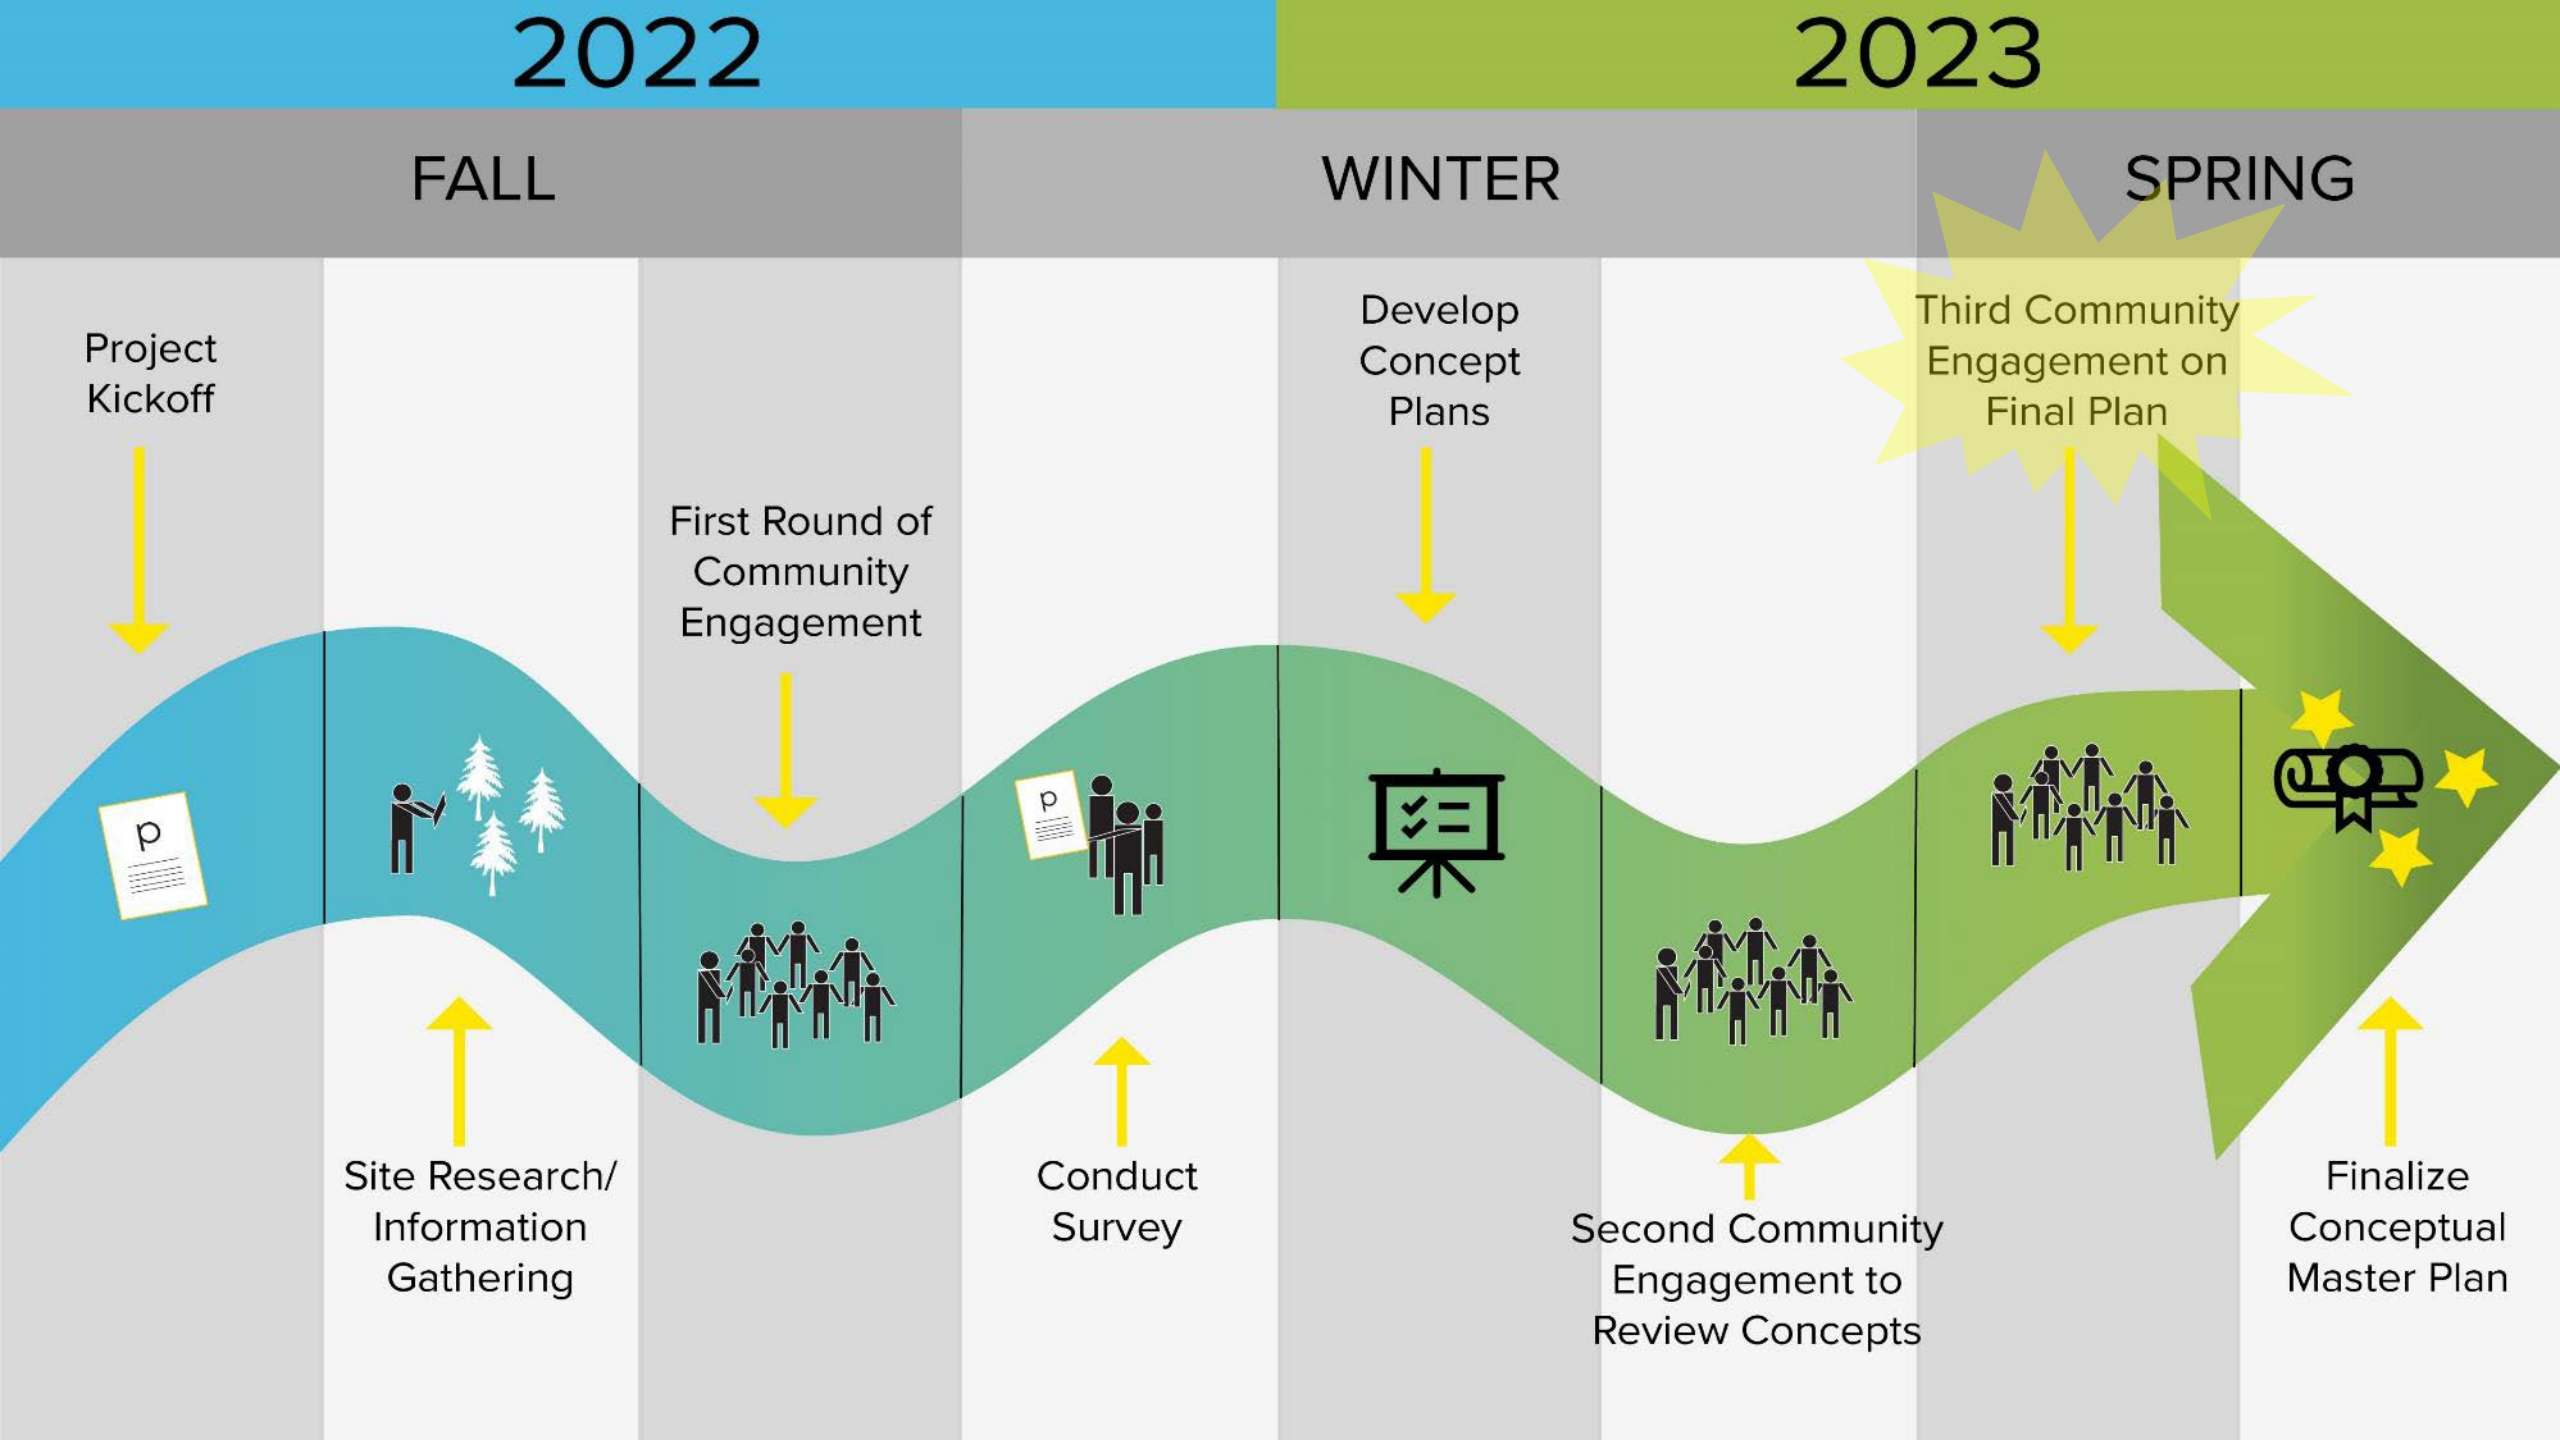 2022
2023
FALL
WINTER
SPRING
Project
Kickoff
Site Research/
Information
Gathering
First Round of
Community
Engagement
p
p
Conduct
Survey
Develop
Concept
Plans
Second Community
Engagement to
Review Concepts
Third Community
Engagement on
Final Plan
Finalize
Conceptual
Master Plan